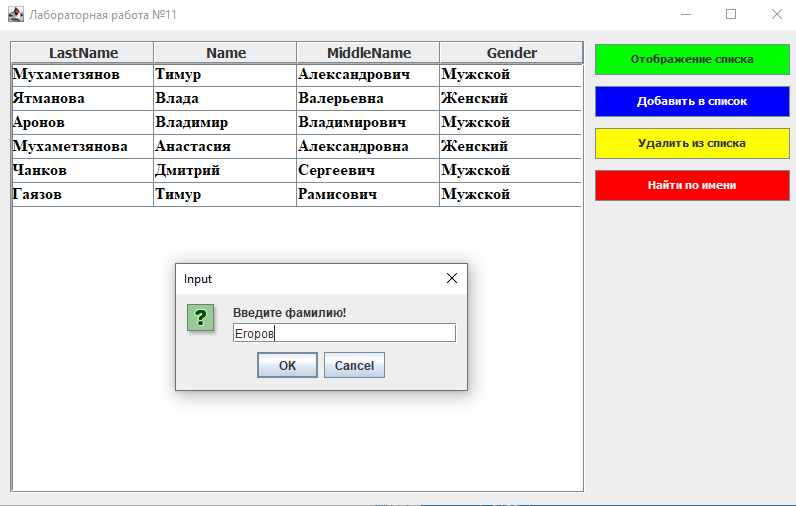 Лабораторная работа №11
LastName Name MiddleName Gender
Мухаметзянов Тимур Александрович Мужской
Ятманова Влада Валерьевна Женский
Аронов Владимир Владимирович Мужской
Мухаметзянова Анастасия Александровна Женский
Чанков Дмитрий Сергеевич Мужской
Гаязов Тимур Рамисович Мужской
Отображение списка
Добавить в список
Удалить из списка
Найти по имени
Input
Введите фамилию!
?
Егоров
OK Cancel